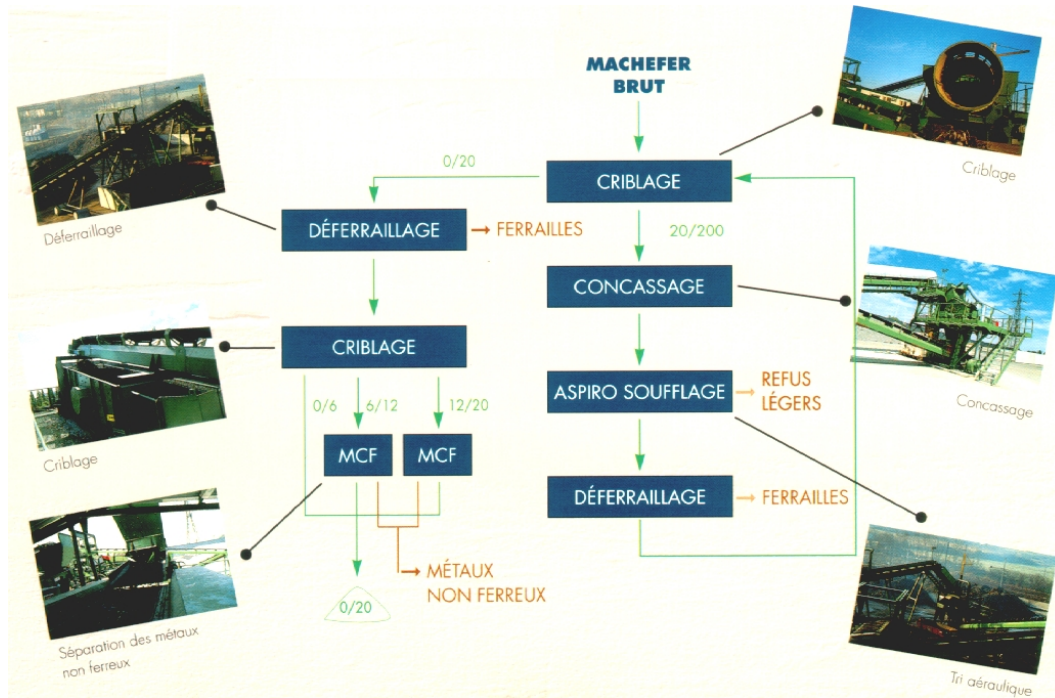 MACHEFER
BRUT
Criblage
0/20
CRIBLAGE
Déferraillage
DÉFERRAILLAGE
FERRAILLES
20/200
CONCASSAGE
Concassage
CRIBLAGE
Criblage
0/6
6/12
12/20
ASPIRO SOUFFLAGE
REFUS
LÉGERS
MCF
MCF
DÉFERRAILLAGE
FERRAILLES
MÉTAUX
NON FERREUX
0/20
Séparation des métaux
non ferreux
Tri aéraulique